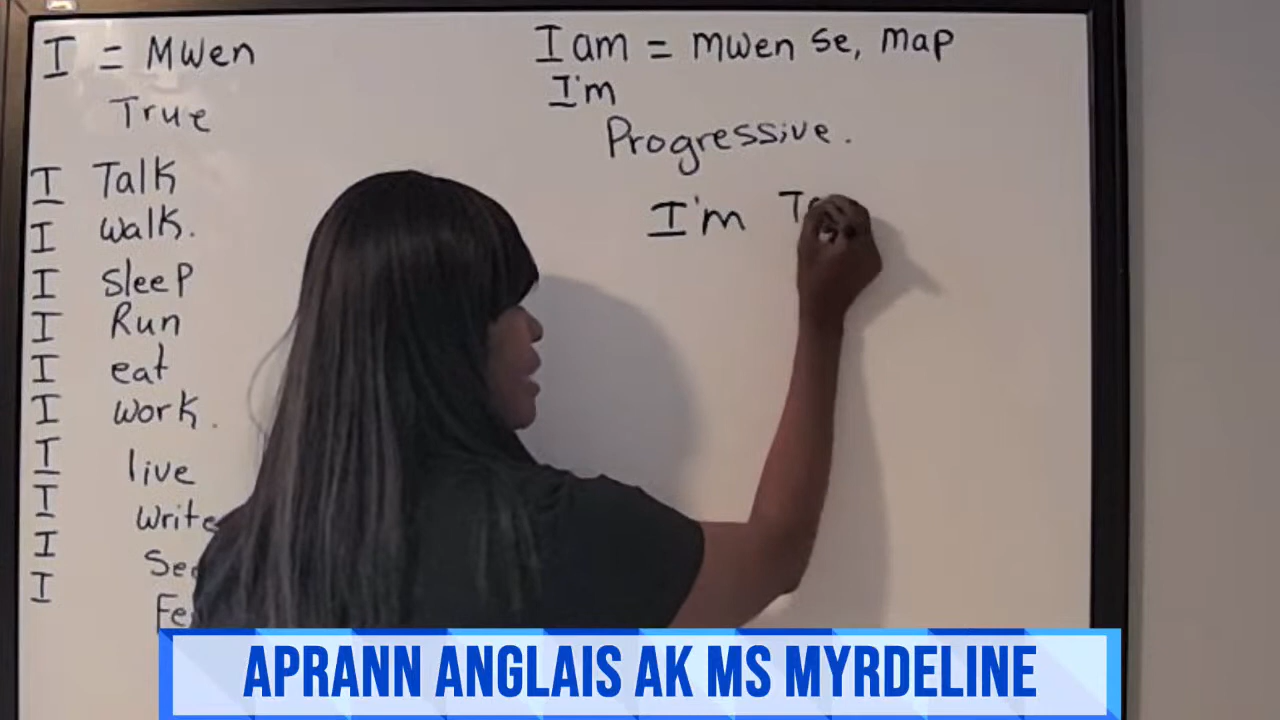 I = Mwen
True
I Talk
I walk.
I sleep
I Run
I eat
I work.
I live
I write
I
I
I am = mwen se, map
I'm
Progressive.
I'm
APRANN ANGLAIS AK MS MYRDELINE